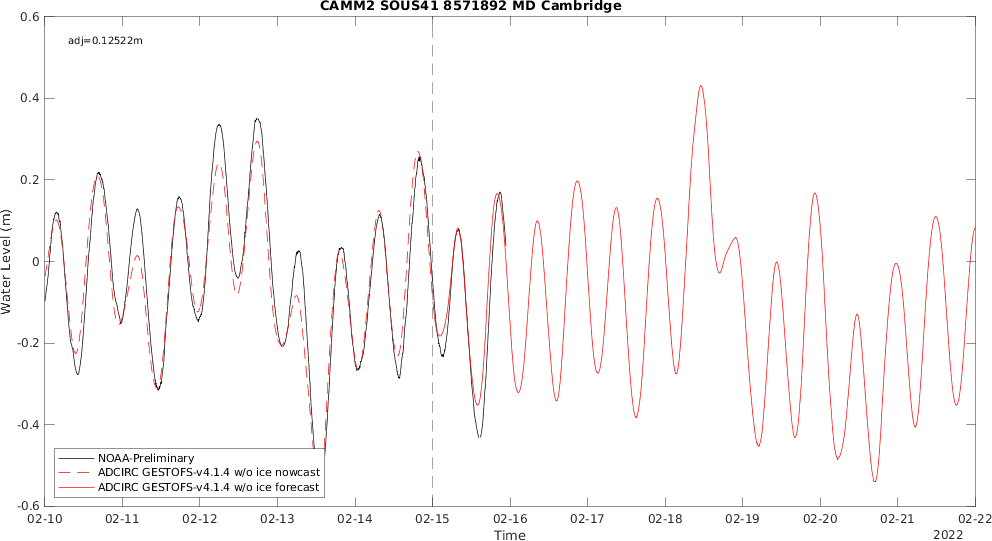 CAMM2 SOUS41 8571892 MD Cambridge
adj=0.12522m
Water Level (m)
0.6
0.4
0.2
0
-0.2
-0.4
-0.6
NOAA-Preliminary
ADCIRC GESTOFS-v4.1.4 w/o ice nowcast
ADCIRC GESTOFS-v4.1.4 w/o ice forecast
02-10 02-11 02-12 02-13 02-14 02-15 02-16 02-17 02-18 02-19 02-20 02-21 02-22
Time
2022